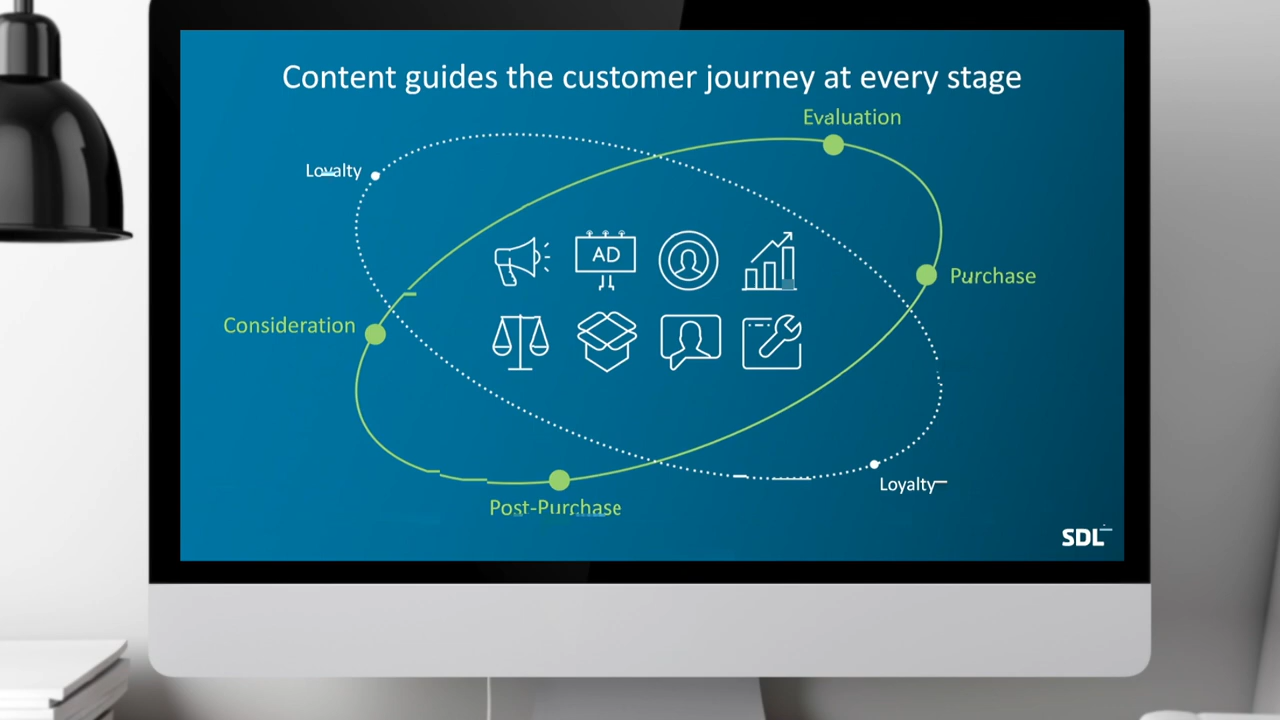 Content guides the customer journey at every stage
Evaluation
Loyalty
AD
Purchase
Consideration
Loyalty
Post-Purchase
SDL